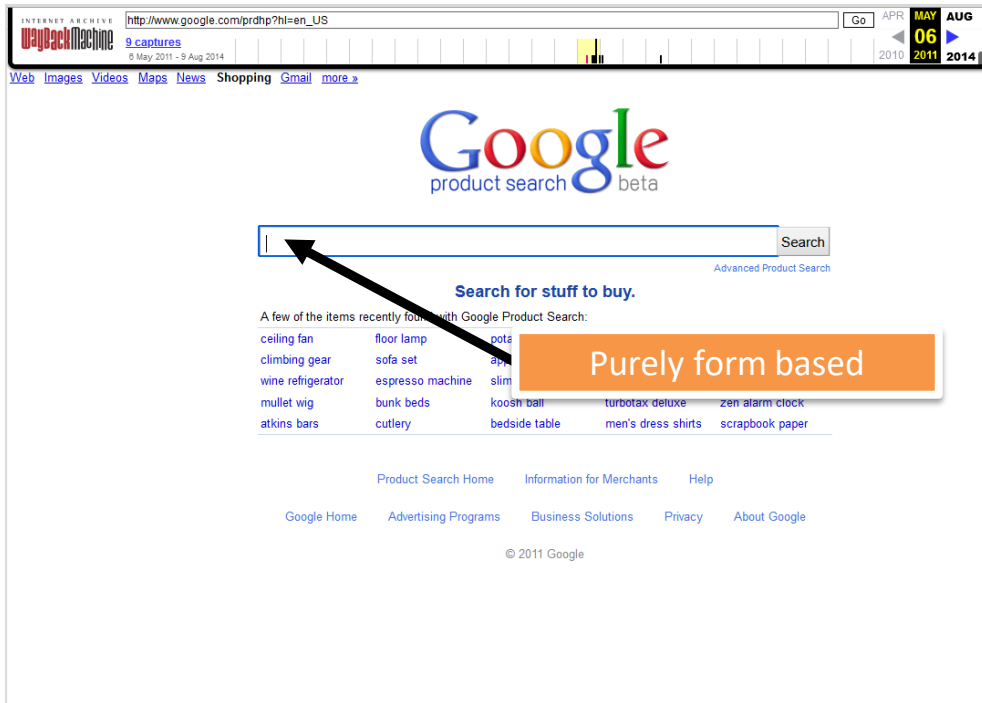 INTERNET ARCHIVE
WayBackMachine
http://www.google.com/prdhp?hl=en_US
Go
APR MAY AUG
9 captures
06
6 May 2011 - 9 Aug 2014
2010 2011 2014
Web Images Videos Maps News Shopping Gmail more »
Google
product search beta
Search
Advanced Product Search
Search for stuff to buy.
A few of the items recently found with Google Product Search:
ceiling fan floor lamp
climbing gear sofa set
Purely form based
wine refrigerator espresso machine slim
mullet wig bunk beds koosh ball turbotax deluxe zen alarm clock
atkins bars cutlery bedside table men's dress shirts scrapbook paper
Product Search Home Information for Merchants Help
Google Home Advertising Programs Business Solutions Privacy About Google
© 2011 Google